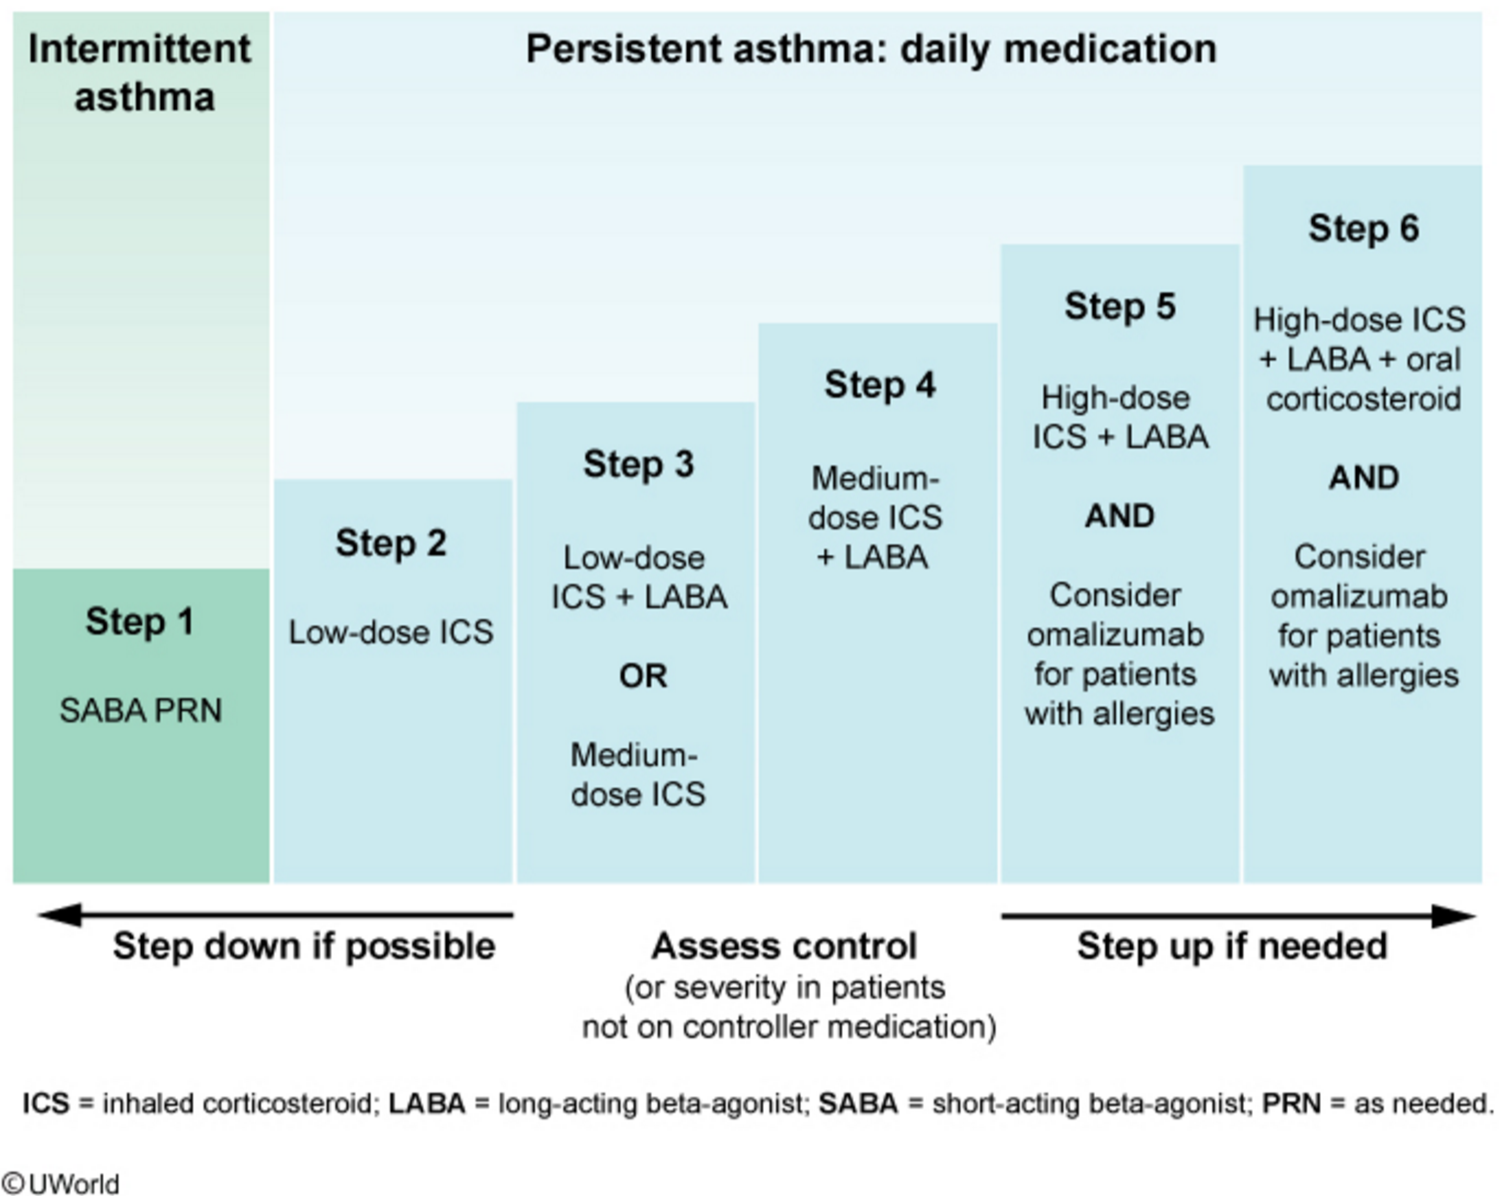 Intermittent
asthma
Persistent asthma: daily medication
Step 1
SABA PRN
Step 2
Low-dose ICS
Step 3
Low-dose
ICS + LABA
OR
Medium-
dose ICS
Step 4
Medium-
dose ICS
+ LABA
Step 5
High-dose
ICS + LABA
AND
Consider
omalizumab
for patients
with allergies
Step 6
High-dose ICS
+ LABA + oral
corticosteroid
AND
Consider
omalizumab
for patients
with allergies
Step down if possible
Assess control
(or severity in patients
not on controller medication)
Step up if needed
ICS = inhaled corticosteroid; LABA = long-acting beta-agonist; SABA = short-acting beta-agonist; PRN = as needed.
©UWorld